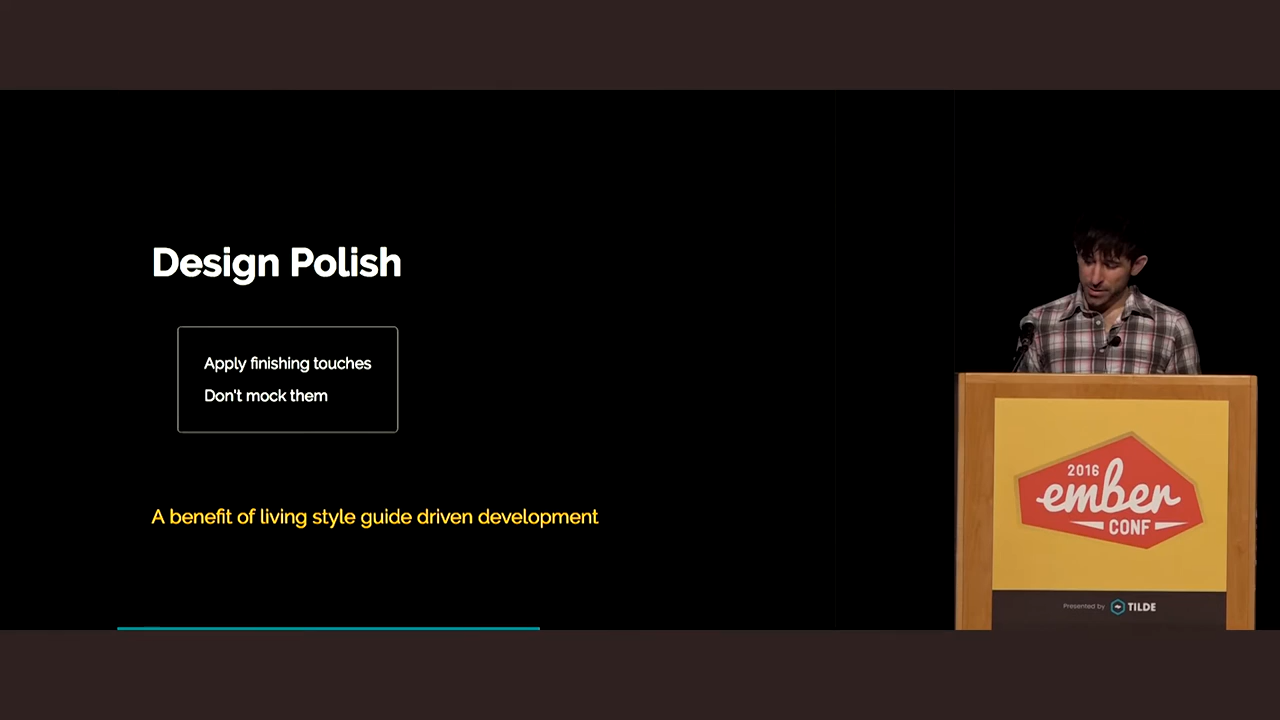 Design Polish
Apply finishing touches
Don't mock them
A benefit of living style guide driven development
2016
ember
CONF
Presented by TILDE